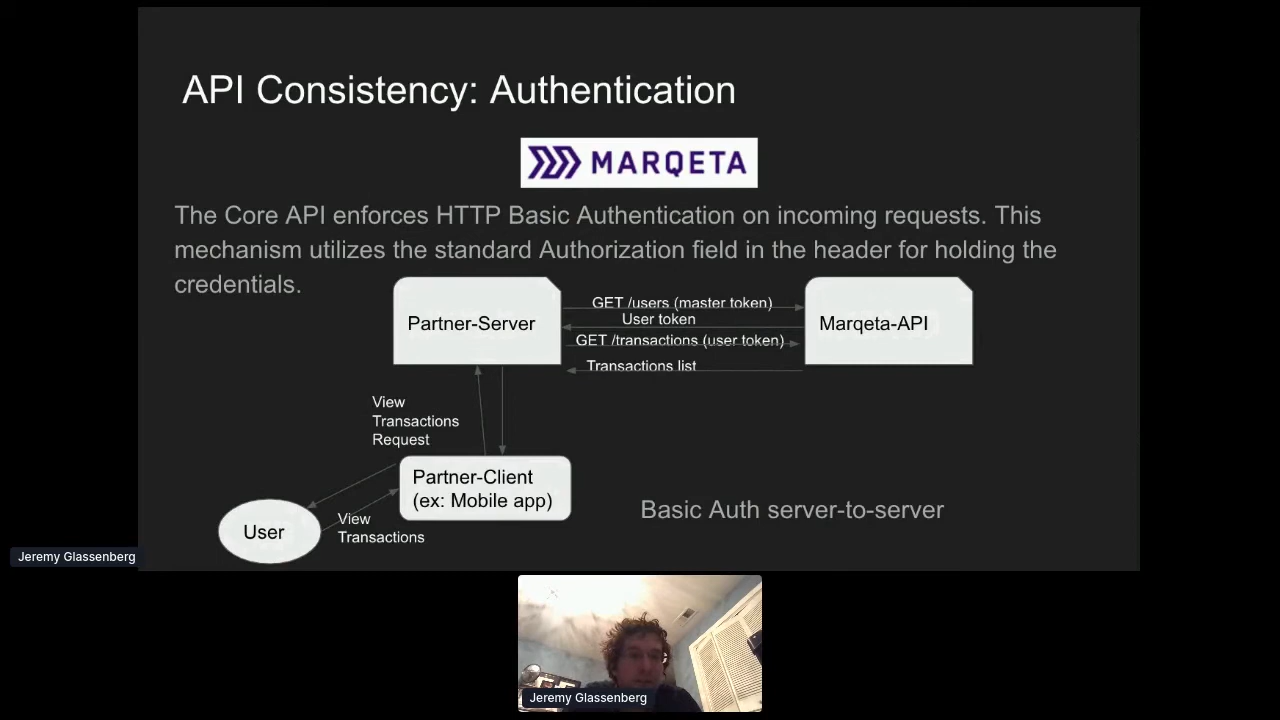 API Consistency: Authentication
MARQETA
The Core API enforces HTTP Basic Authentication on incoming requests. This
mechanism utilizes the standard Authorization field in the header for holding the
credentials.
Partner-Server
GET /users (master token)
User token
GET /transactions (user token)
Transactions list
Marqeta-API
View
Transactions
Request
Partner-Client
(ex: Mobile app)
User
View
Transactions
Basic Auth server-to-server
Jeremy Glassenberg
Jeremy Glassenberg